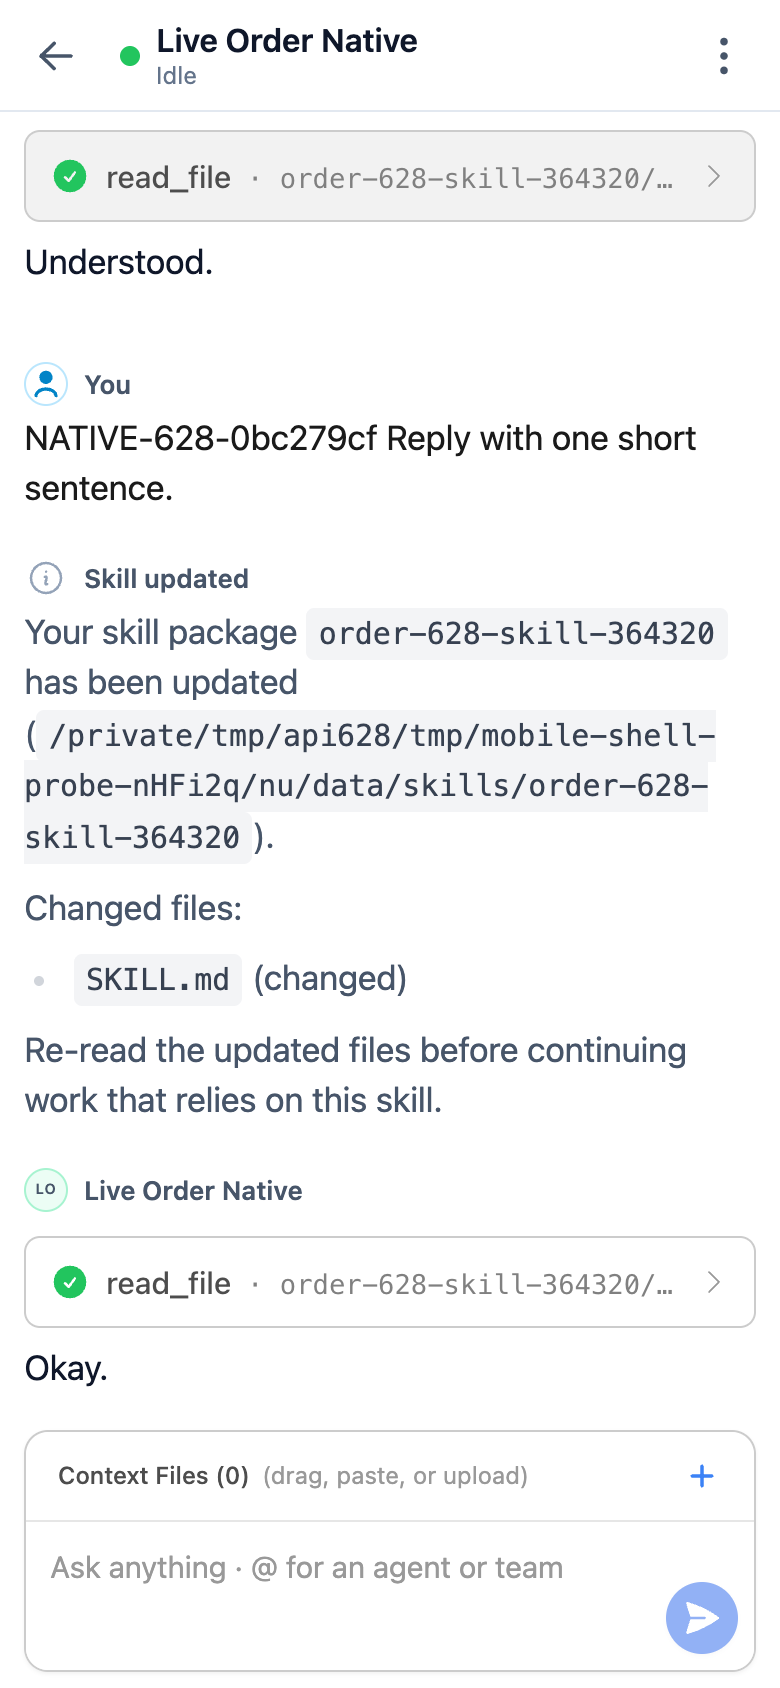 Live Order Native
Idle
read_file · order-628-skill-364320/…
Understood.
You
NATIVE-628-0bc279cf Reply with one short
sentence.
Skill updated
Your skill package order-628-skill-364320
has been updated
(/private/tmp/api628/tmp/mobile-shell-
probe-nHFi2q/nu/data/skills/order-628-
skill-364320).
Changed files:
SKILL.md (changed)
Re-read the updated files before continuing
work that relies on this skill.
LO Live Order Native
read_file · order-628-skill-364320/…
Okay.
Context Files (0) (drag, paste, or upload)
Ask anything · @ for an agent or team